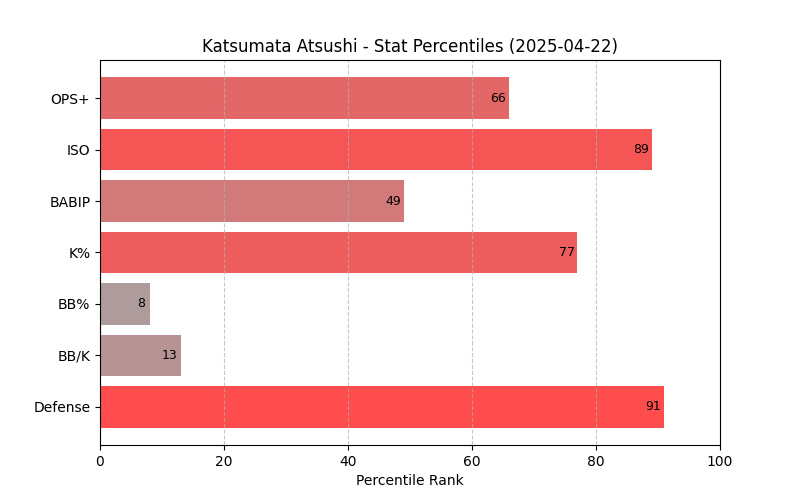 Katsumata Atsushi - Stat Percentiles (2025-04-22)
OPS+ 66
ISO 89
BABIP 49
K% 77
BB% 8
BB/K 13
Defense 91
0 20 40 60 80 100
Percentile Rank